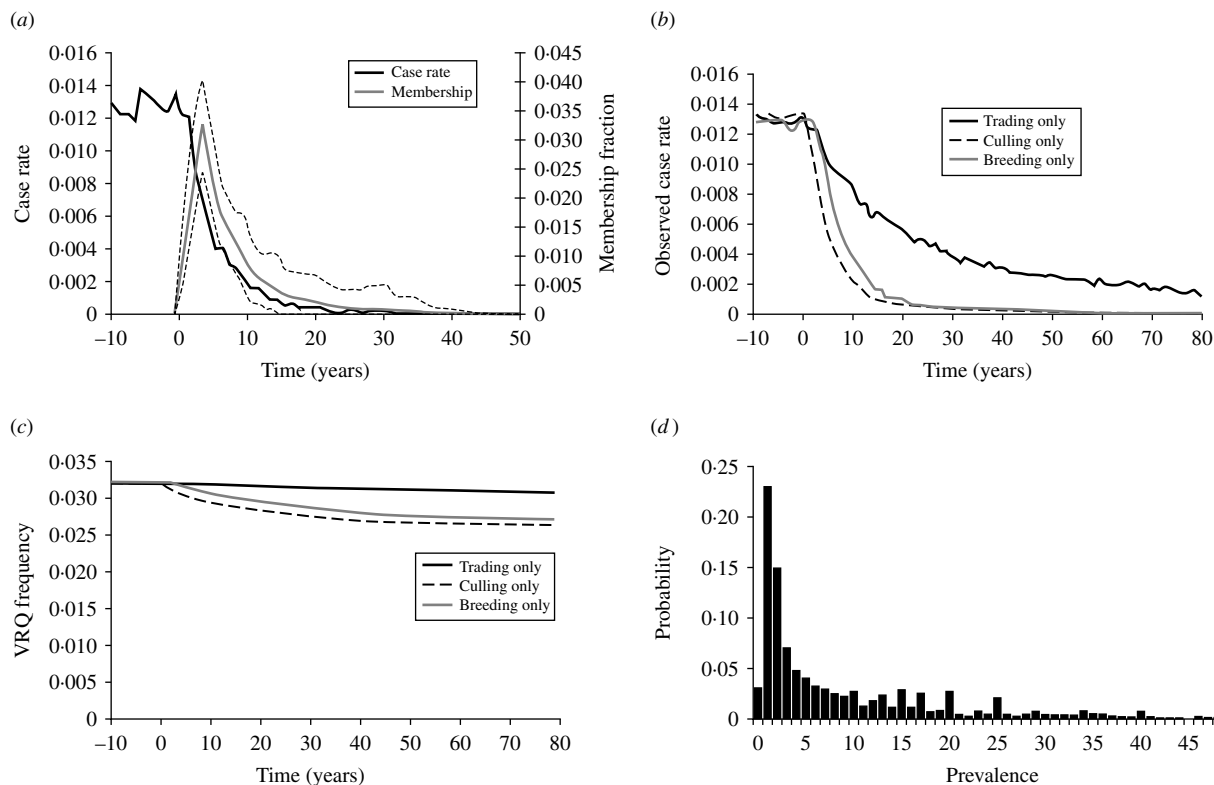 (a)
0·016
0·014
0·012
0·010
0·008
0·006
0·004
0·002
0
Case rate
0·045
0·040
0·035
0·030
0·025
0·020
0·015
0·010
0·005
0
Membership fraction
Case rate
Membership
−10 0 10 20 30 40 50
Time (years)
(b)
0·016
0·014
0·012
0·010
0·008
0·006
0·004
0·002
0
Observed case rate
Trading only
Culling only
Breeding only
−10 0 10 20 30 40 50 60 70 80
Time (years)
(c)
0·035
0·030
0·025
0·020
0·015
0·010
0·005
0
VRQ frequency
Trading only
Culling only
Breeding only
−10 0 10 20 30 40 50 60 70 80
Time (years)
(d)
0·25
0·20
0·15
0·10
0·05
0
Probability
0 5 10 15 20 25 30 35 40 45
Prevalence